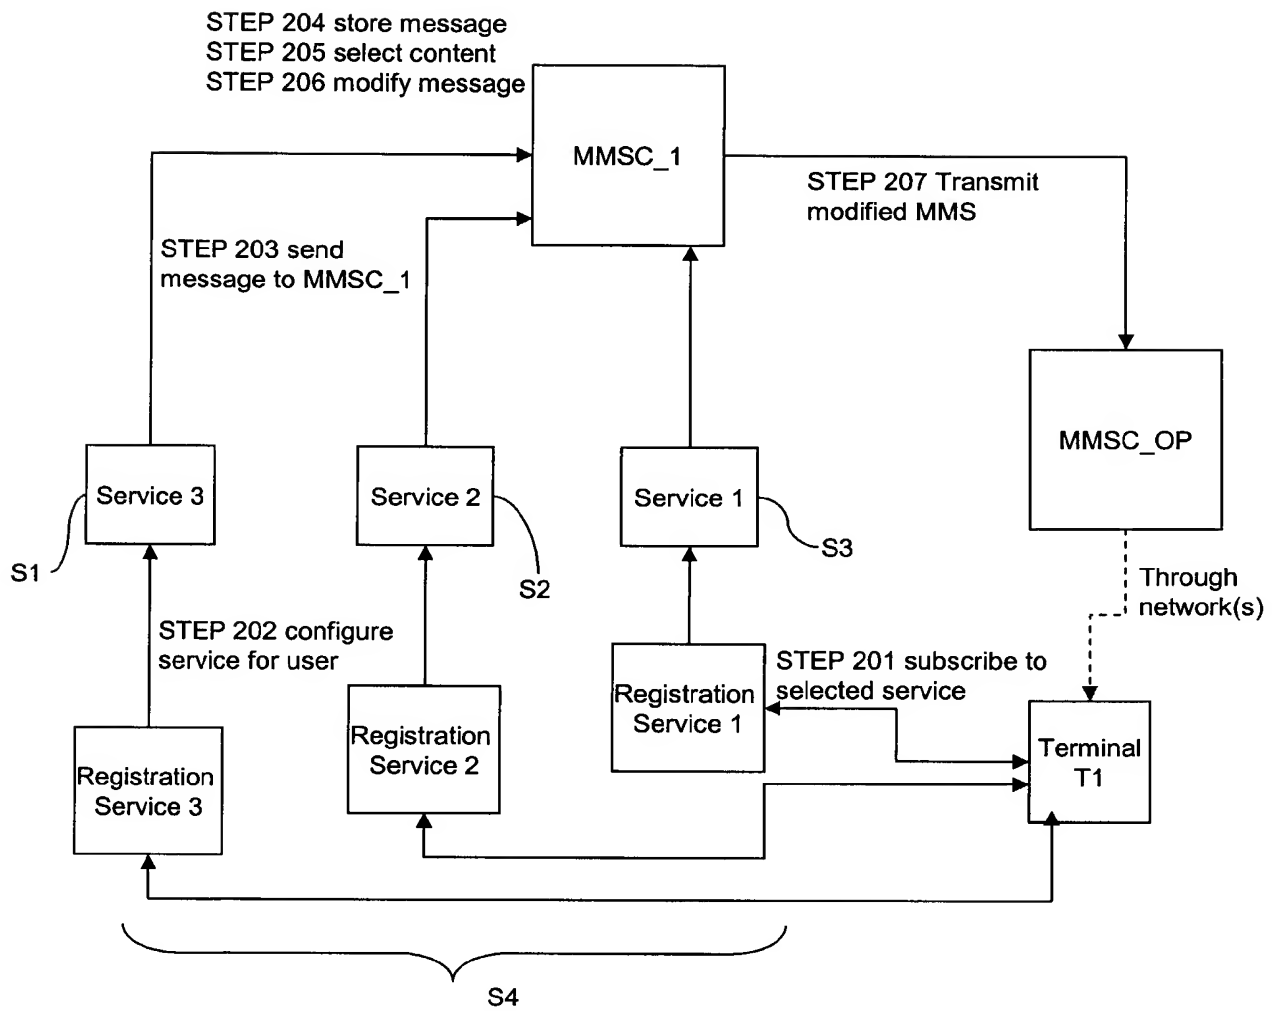 STEP 204 store message
STEP 205 select content
STEP 206 modify message
MMSC_1
STEP 207 Transmit
modified MMS
STEP 203 send
message to MMSC_1
MMSC_OP
Service 3
Service 2
Service 1
S1
S2
S3
Through
network(s)
STEP 202 configure
service for user
STEP 201 subscribe to
selected service
Registration
Service 1
Registration
Service 2
Registration
Service 3
Terminal
T1
S4